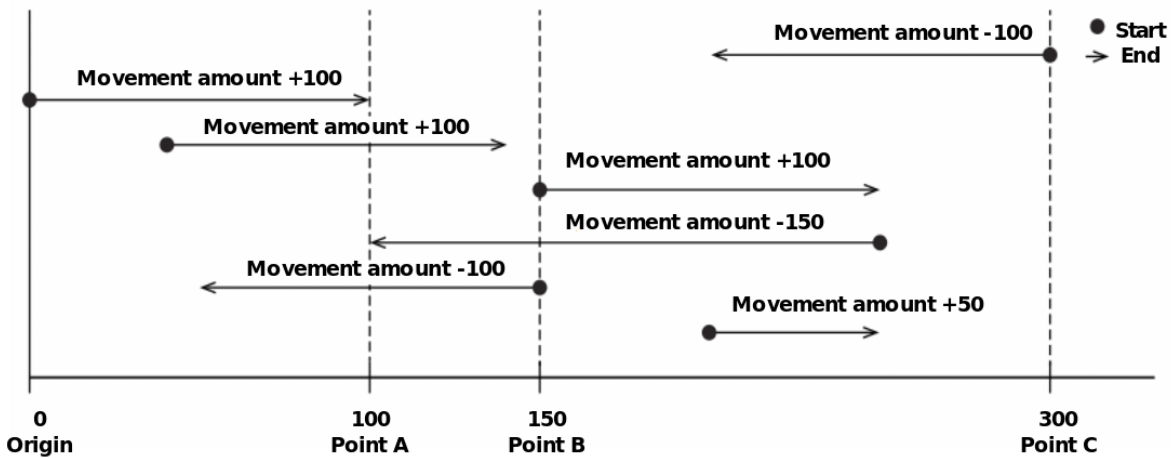 Movement amount -100
Start
End
Movement amount +100
Movement amount +100
Movement amount +100
Movement amount -150
Movement amount -100
Movement amount +50
0
100
150
300
Origin
Point A
Point B
Point C